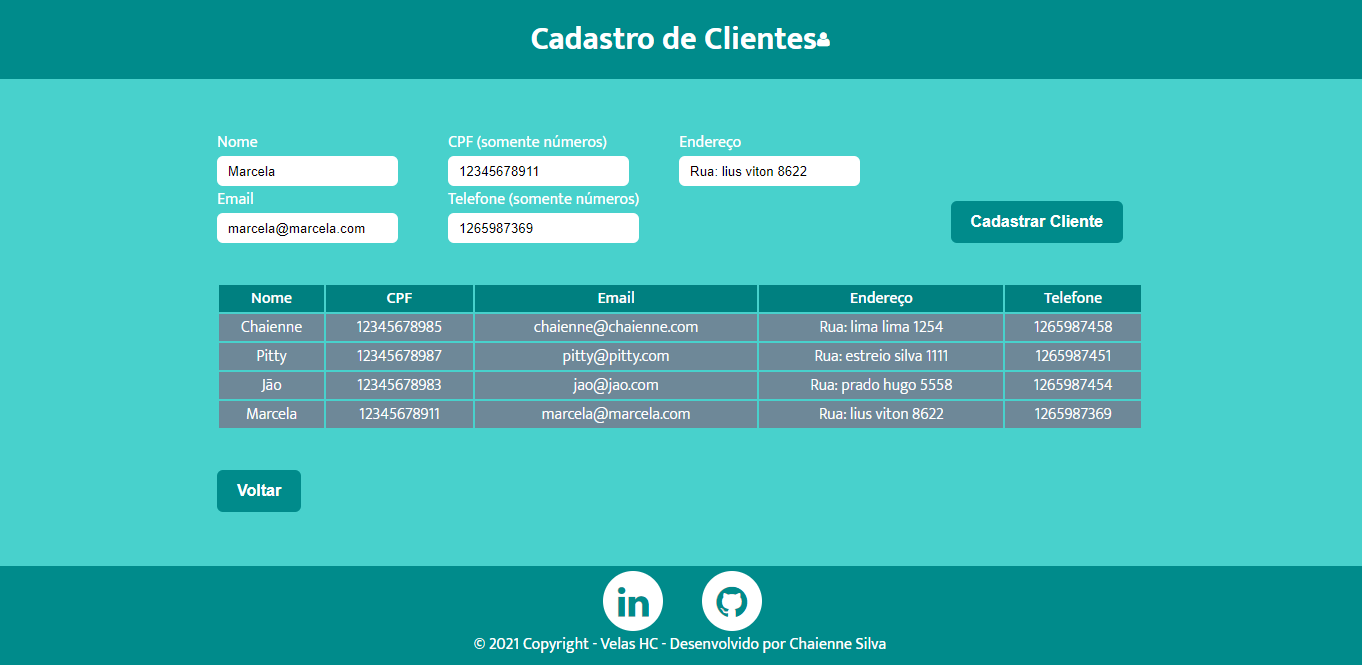 Cadastro de Clientes
Nome CPF (somente números) Endereço
Marcela 12345678911 Rua: lius viton 8622
Email Telefone (somente números)
marcela@marcela.com 1265987369 Cadastrar Cliente
Nome CPF Email Endereço Telefone
Chaienne 12345678985 chaienne@chaienne.com Rua: lima lima 1254 1265987458
Pitty 12345678987 pitty@pitty.com Rua: estreio silva 1111 1265987451
Jão 12345678983 jao@jao.com Rua: prado hugo 5558 1265987454
Marcela 12345678911 marcela@marcela.com Rua: lius viton 8622 1265987369
Voltar
in
© 2021 Copyright - Velas HC - Desenvolvido por Chaienne Silva